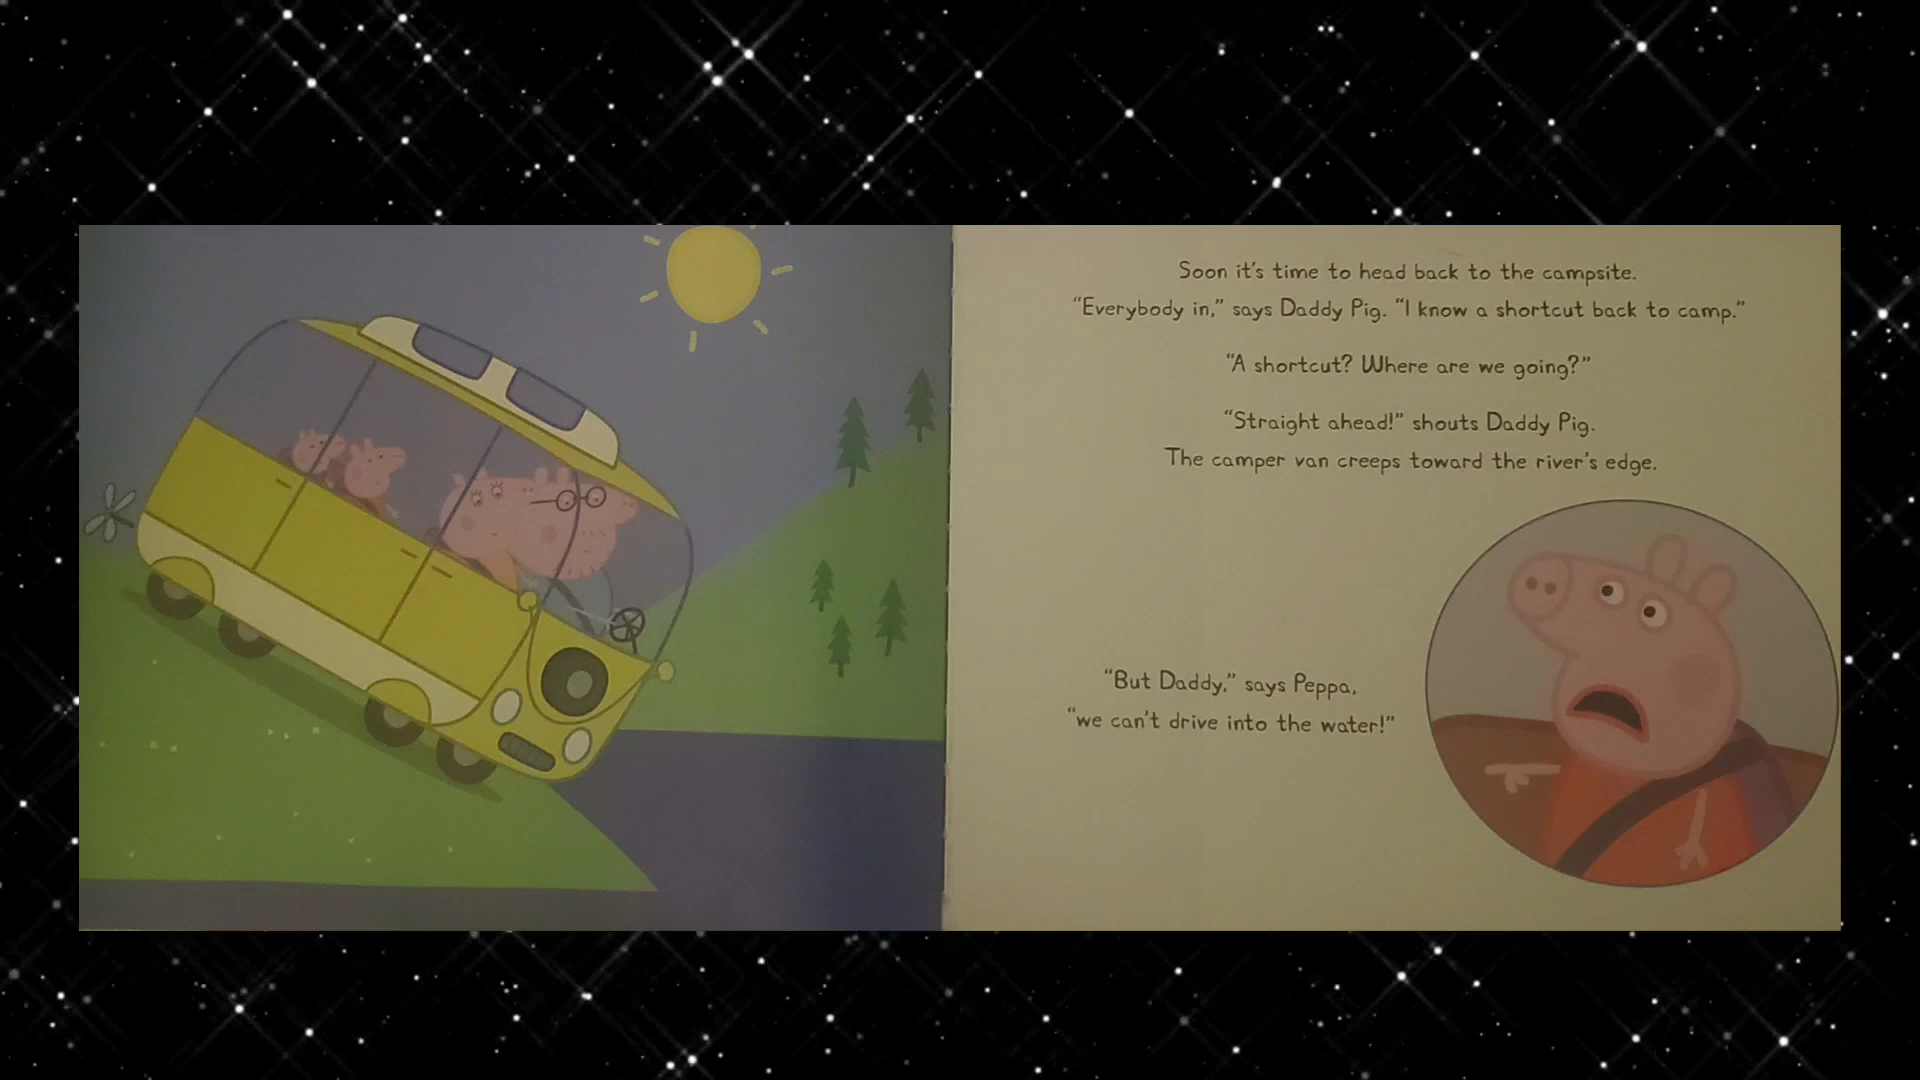 Soon it's time to head back to the campsite.
“Everybody in,” says Daddy Pig. “I know a shortcut back to camp.”
“A shortcut? Where are we going?”
“Straight ahead!” shouts Daddy Pig.
The camper van creeps toward the river's edge.
“But Daddy,” says Peppa,
“we can't drive into the water!”